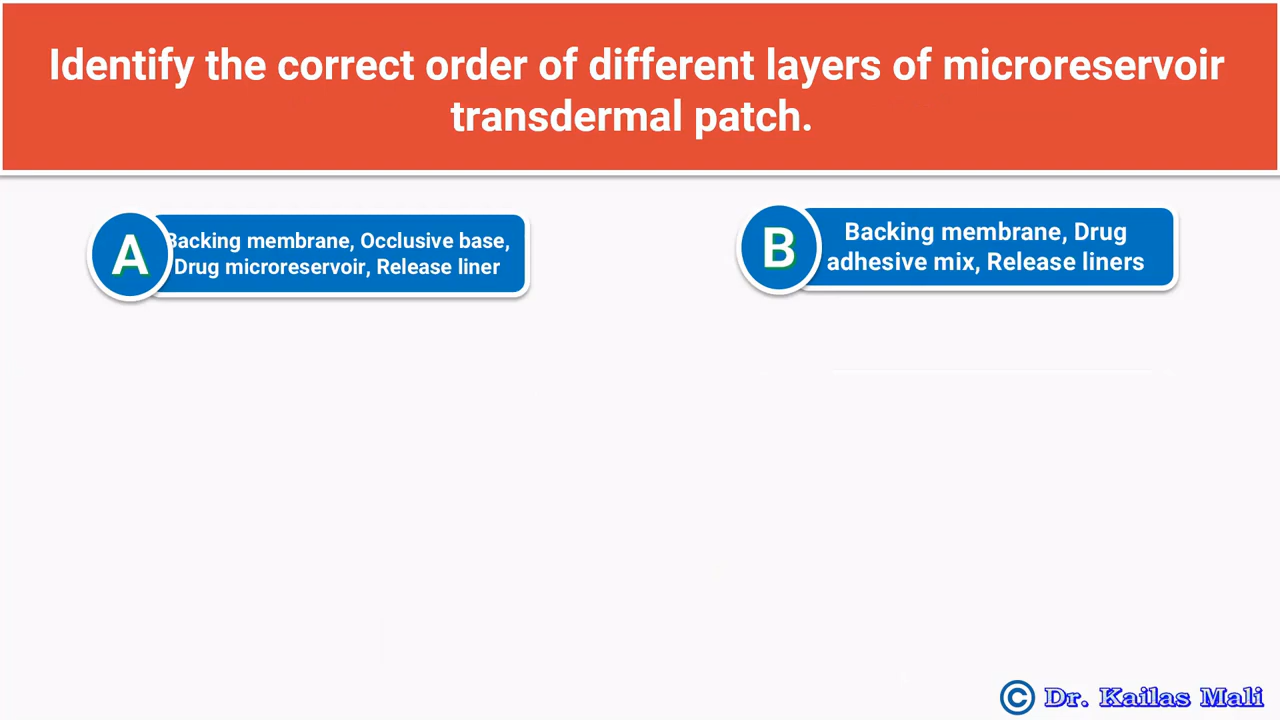 Identify the correct order of different layers of microreservoir
transdermal patch.
A
Backing membrane, Occlusive base,
Drug microreservoir, Release liner
B
Backing membrane, Drug
adhesive mix, Release liners
© Dr. Kailas Mali